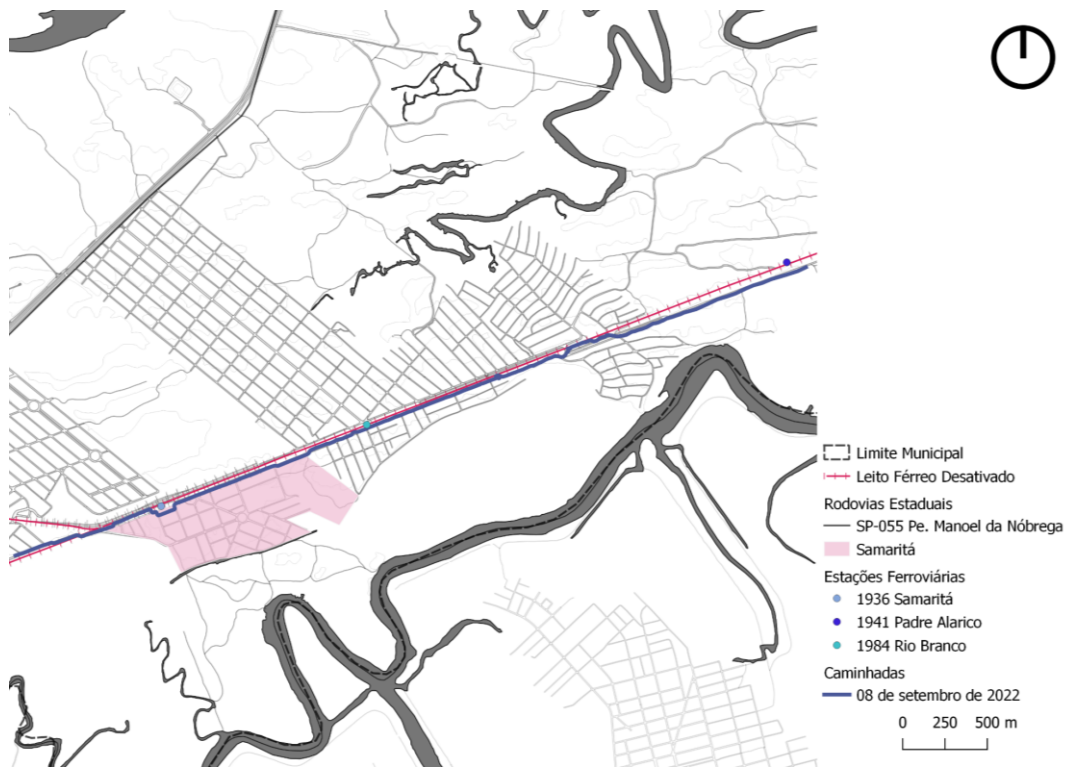 Limite Municipal
Leito Férreo Desativado
Rodovias Estaduais
SP-055 Pe. Manoel da Nóbrega
Samaritá
Estações Ferroviárias
1936 Samaritá
1941 Padre Alarico
1984 Rio Branco
Caminhadas
08 de setembro de 2022
0 250 500 m